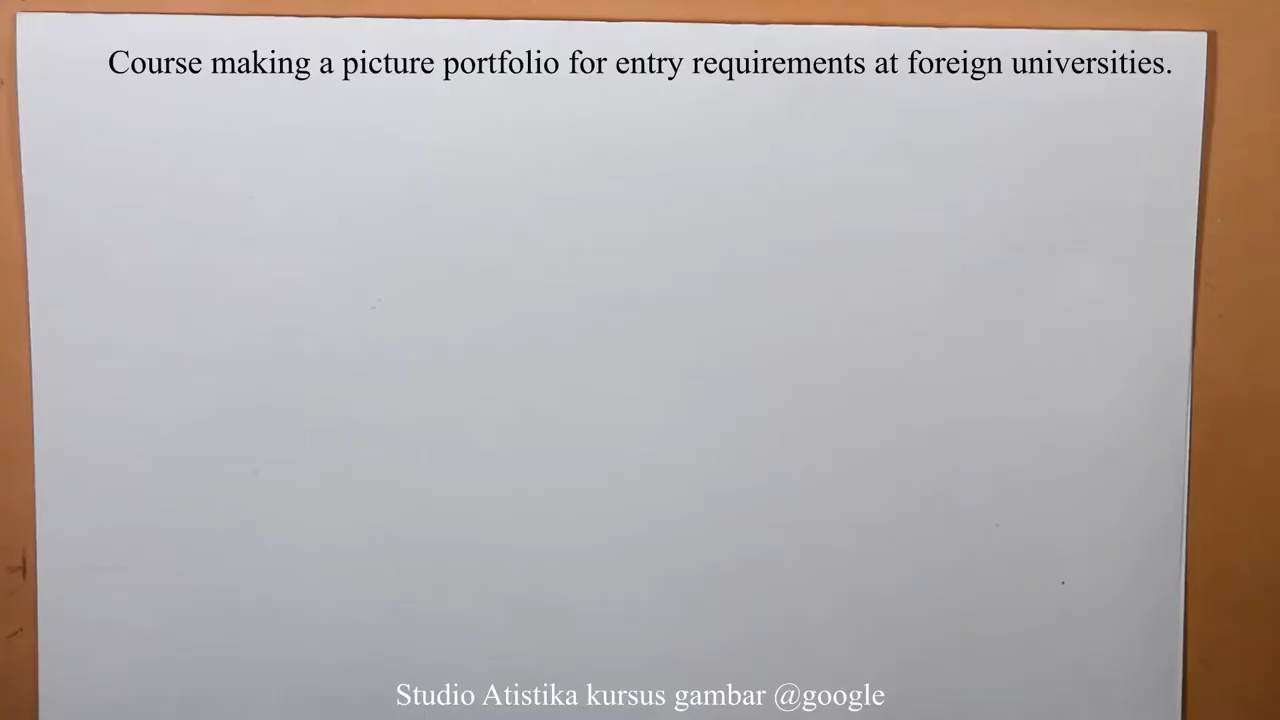 Course making a picture portfolio for entry requirements at foreign universities.
Studio Atistika kursus gambar @google